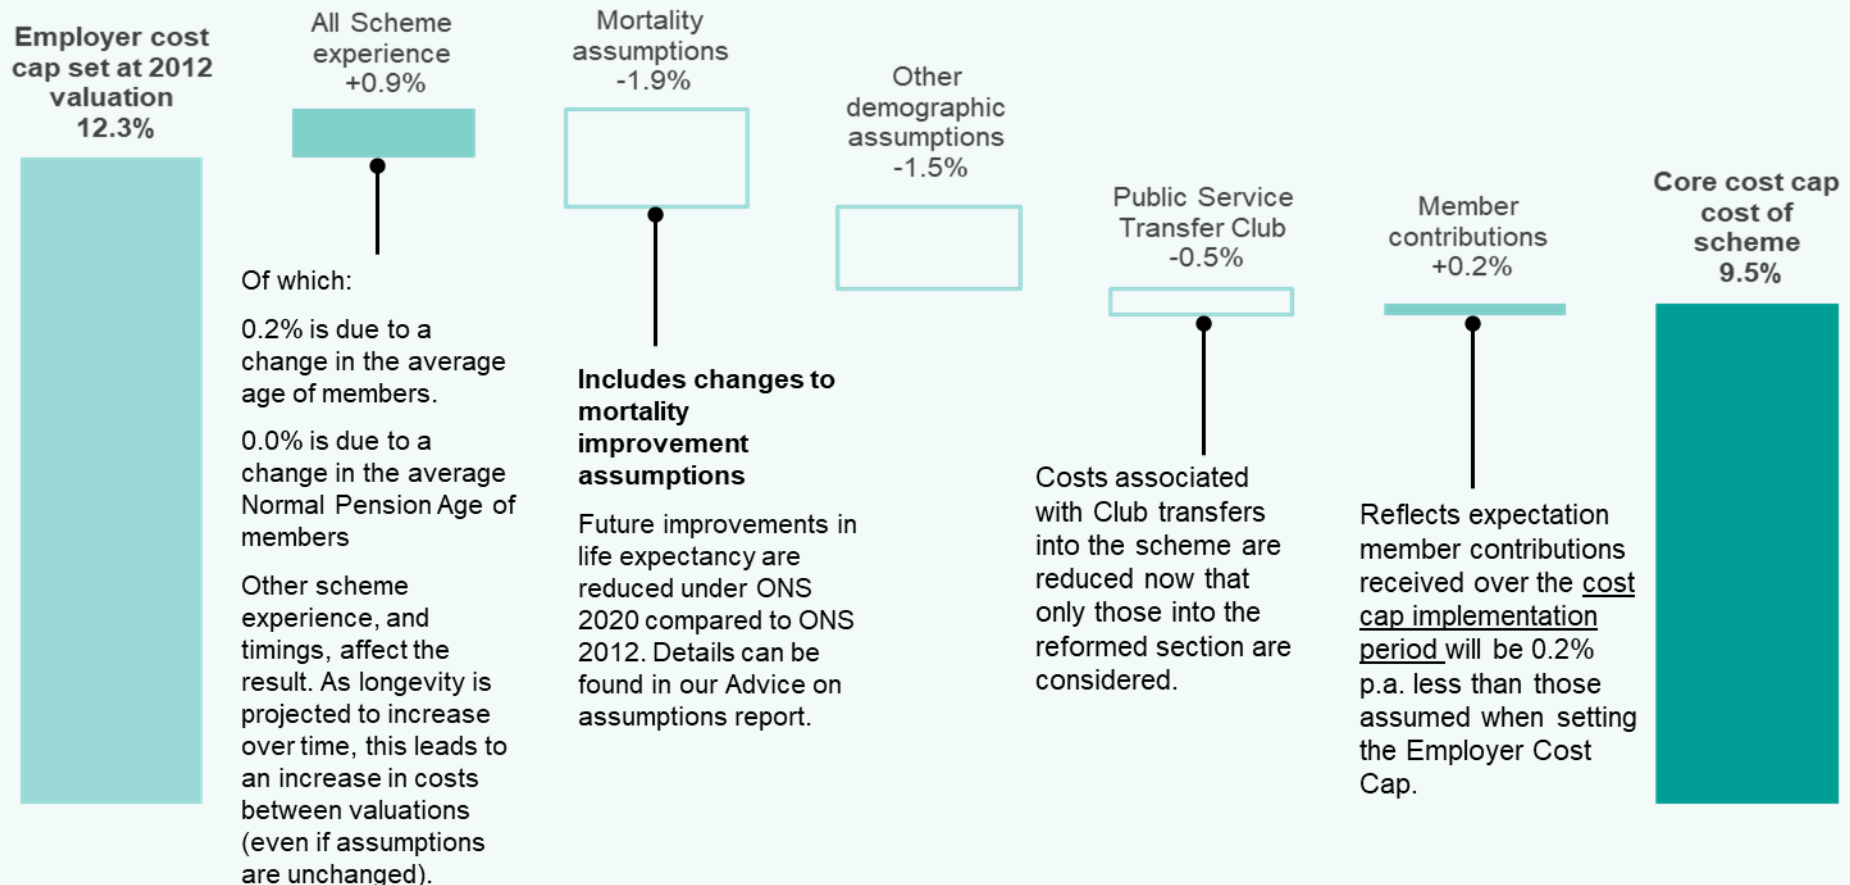 Employer cost
cap set at 2012
valuation
12.3%
All Scheme
experience
+0.9%
Mortality
assumptions
-1.9%
Other
demographic
assumptions
-1.5%
Public Service
Transfer Club
-0.5%
Member
contributions
+0.2%
Core cost cap
cost of
scheme
9.5%
Of which:
0.2% is due to a
change in the average
age of members.
0.0% is due to a
change in the average
Normal Pension Age of
members
Other scheme
experience, and
timings, affect the
result. As longevity is
projected to increase
over time, this leads to
an increase in costs
between valuations
(even if assumptions
are unchanged).
Includes changes to
mortality
improvement
assumptions
Future improvements in
life expectancy are
reduced under ONS
2020 compared to ONS
2012. Details can be
found in our Advice on
assumptions report.
Costs associated
with Club transfers
into the scheme are
reduced now that
only those into the
reformed section are
considered.
Reflects expectation
member contributions
received over the cost
cap implementation
period will be 0.2%
p.a. less than those
assumed when setting
the Employer Cost
Cap.